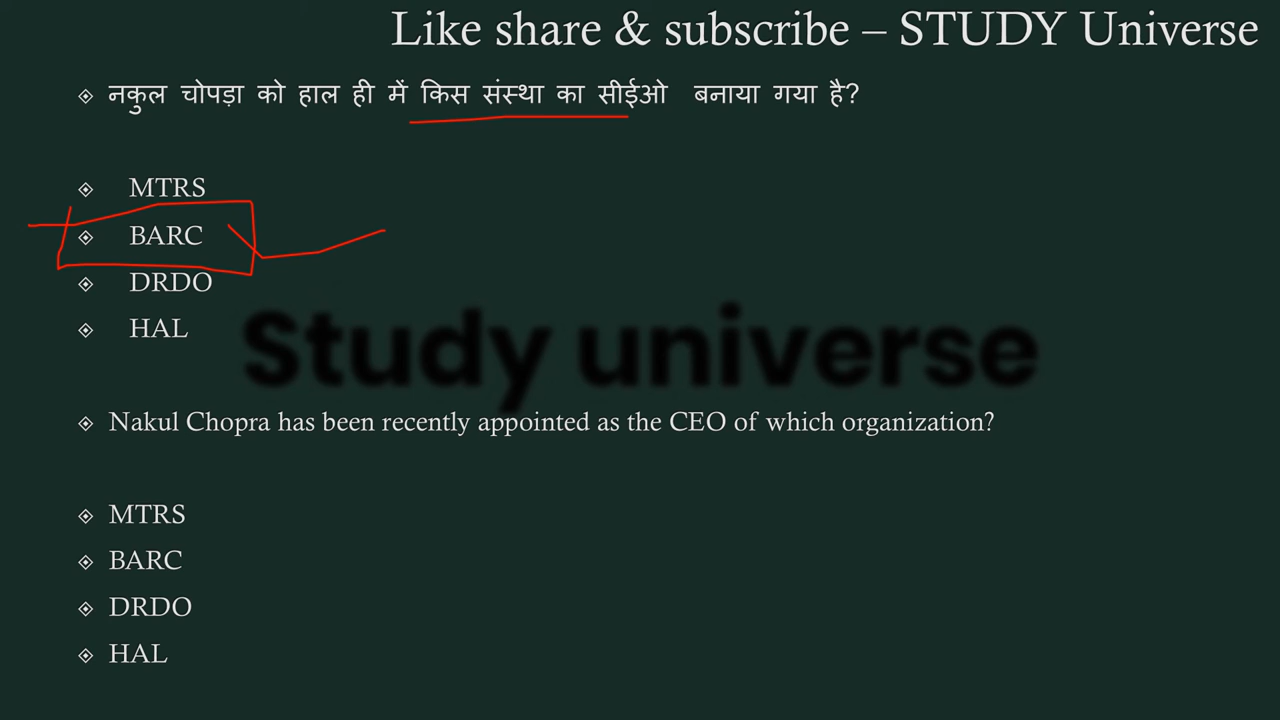 Like share & subscribe – STUDY Universe
नकुल चोपड़ा को हाल ही में किस संस्था का सीईओ बनाया गया है?
MTRS
BARC
DRDO
HAL
Study universe
Nakul Chopra has been recently appointed as the CEO of which organization?
MTRS
BARC
DRDO
HAL